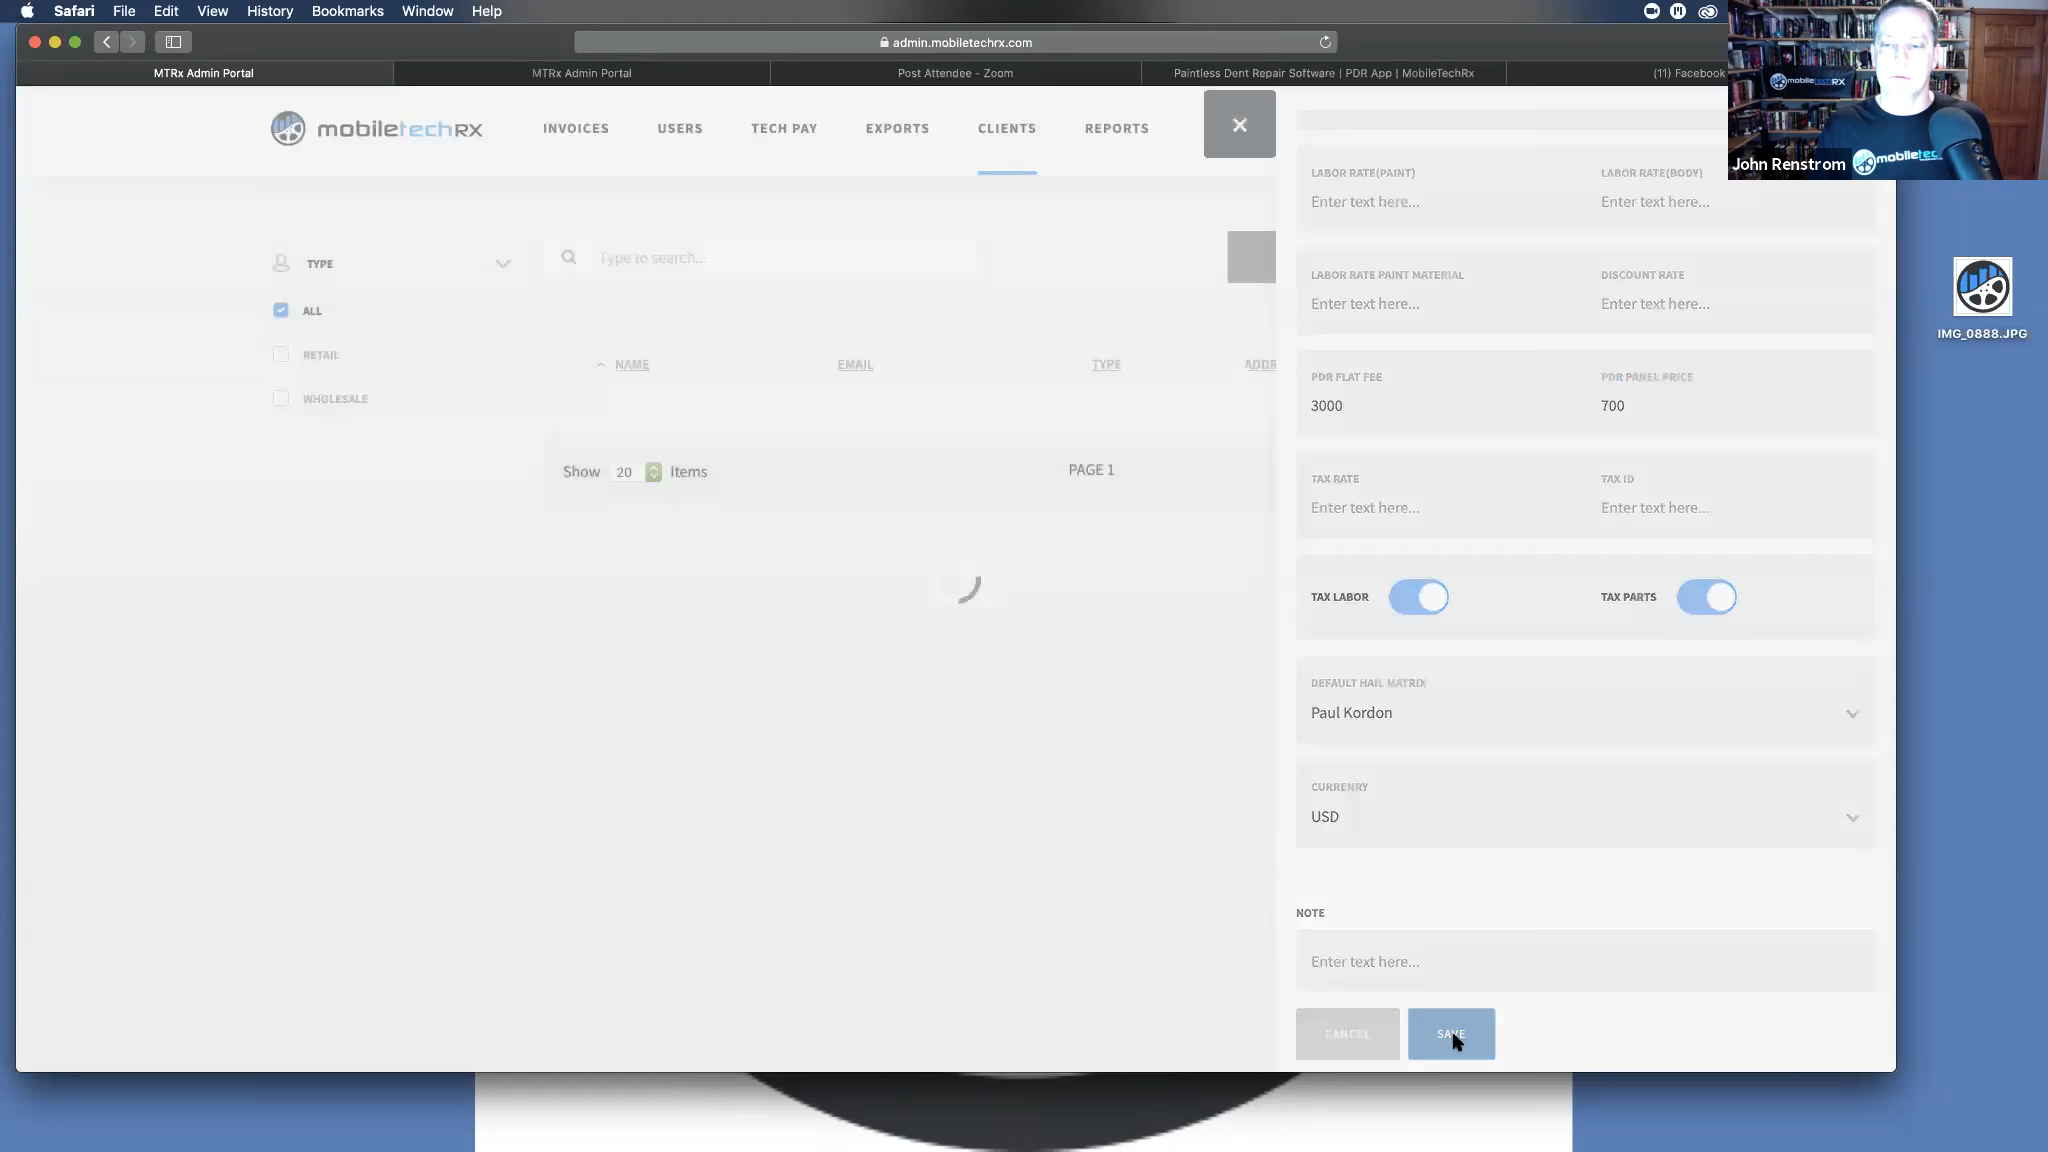 Safari File Edit View History Bookmarks Window Help
admin.mobiletechrx.com
MTRx Admin Portal
MTRx Admin Portal
Post Attendee - Zoom
Paintless Dent Repair Software | PDR App | MobileTechRx
(11) Facebook
mobiletechRX
INVOICES
USERS
TECH PAY
EXPORTS
CLIENTS
REPORTS
mobiletechRX
John Renstrom
mobiletec
TYPE
Type to search...
ALL
RETAIL
WHOLESALE
NAME
EMAIL
TYPE
ADDR
Show 20 Items
PAGE 1
LABOR RATE(PAINT)
LABOR RATE(BODY)
Enter text here...
Enter text here...
LABOR RATE PAINT MATERIAL
DISCOUNT RATE
Enter text here...
Enter text here...
PDR FLAT FEE
PDR PANEL PRICE
3000
700
TAX RATE
TAX ID
Enter text here...
Enter text here...
TAX LABOR
TAX PARTS
DEFAULT HAIL MATRIX
Paul Kordon
CURRENRY
USD
NOTE
Enter text here...
CANCEL
SAVE
IMG_0888.JPG